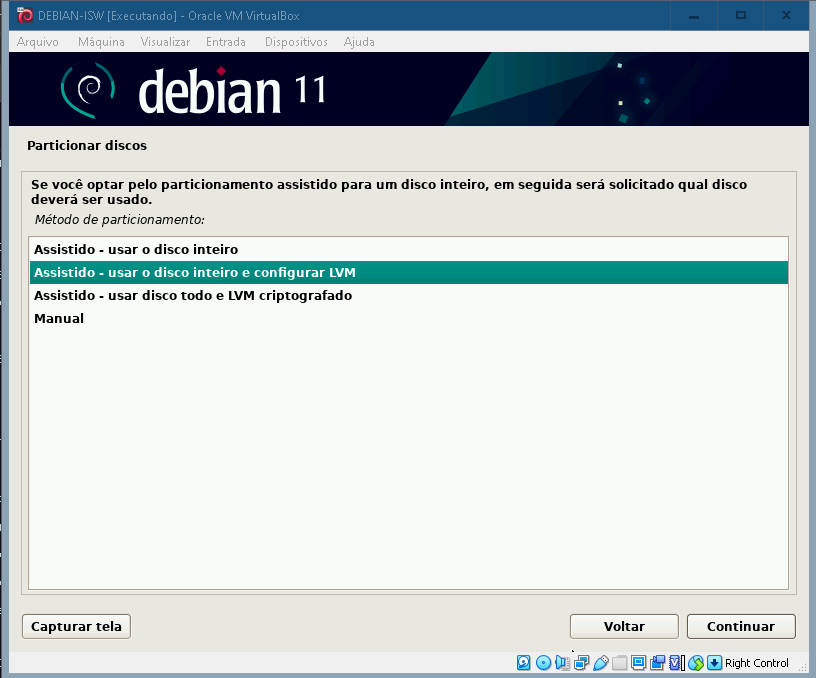 DEBIAN-ISW [Executando] - Oracle VM VirtualBox
Arquivo Máquina Visualizar Entrada Dispositivos Ajuda
debian 11
Particionar discos
Se você optar pelo particionamento assistido para um disco inteiro, em seguida será solicitado qual disco
deverá ser usado.
Método de particionamento:
Assistido - usar o disco inteiro
Assistido - usar o disco inteiro e configurar LVM
Assistido - usar disco todo e LVM criptografado
Manual
Capturar tela Voltar Continuar
Right Control